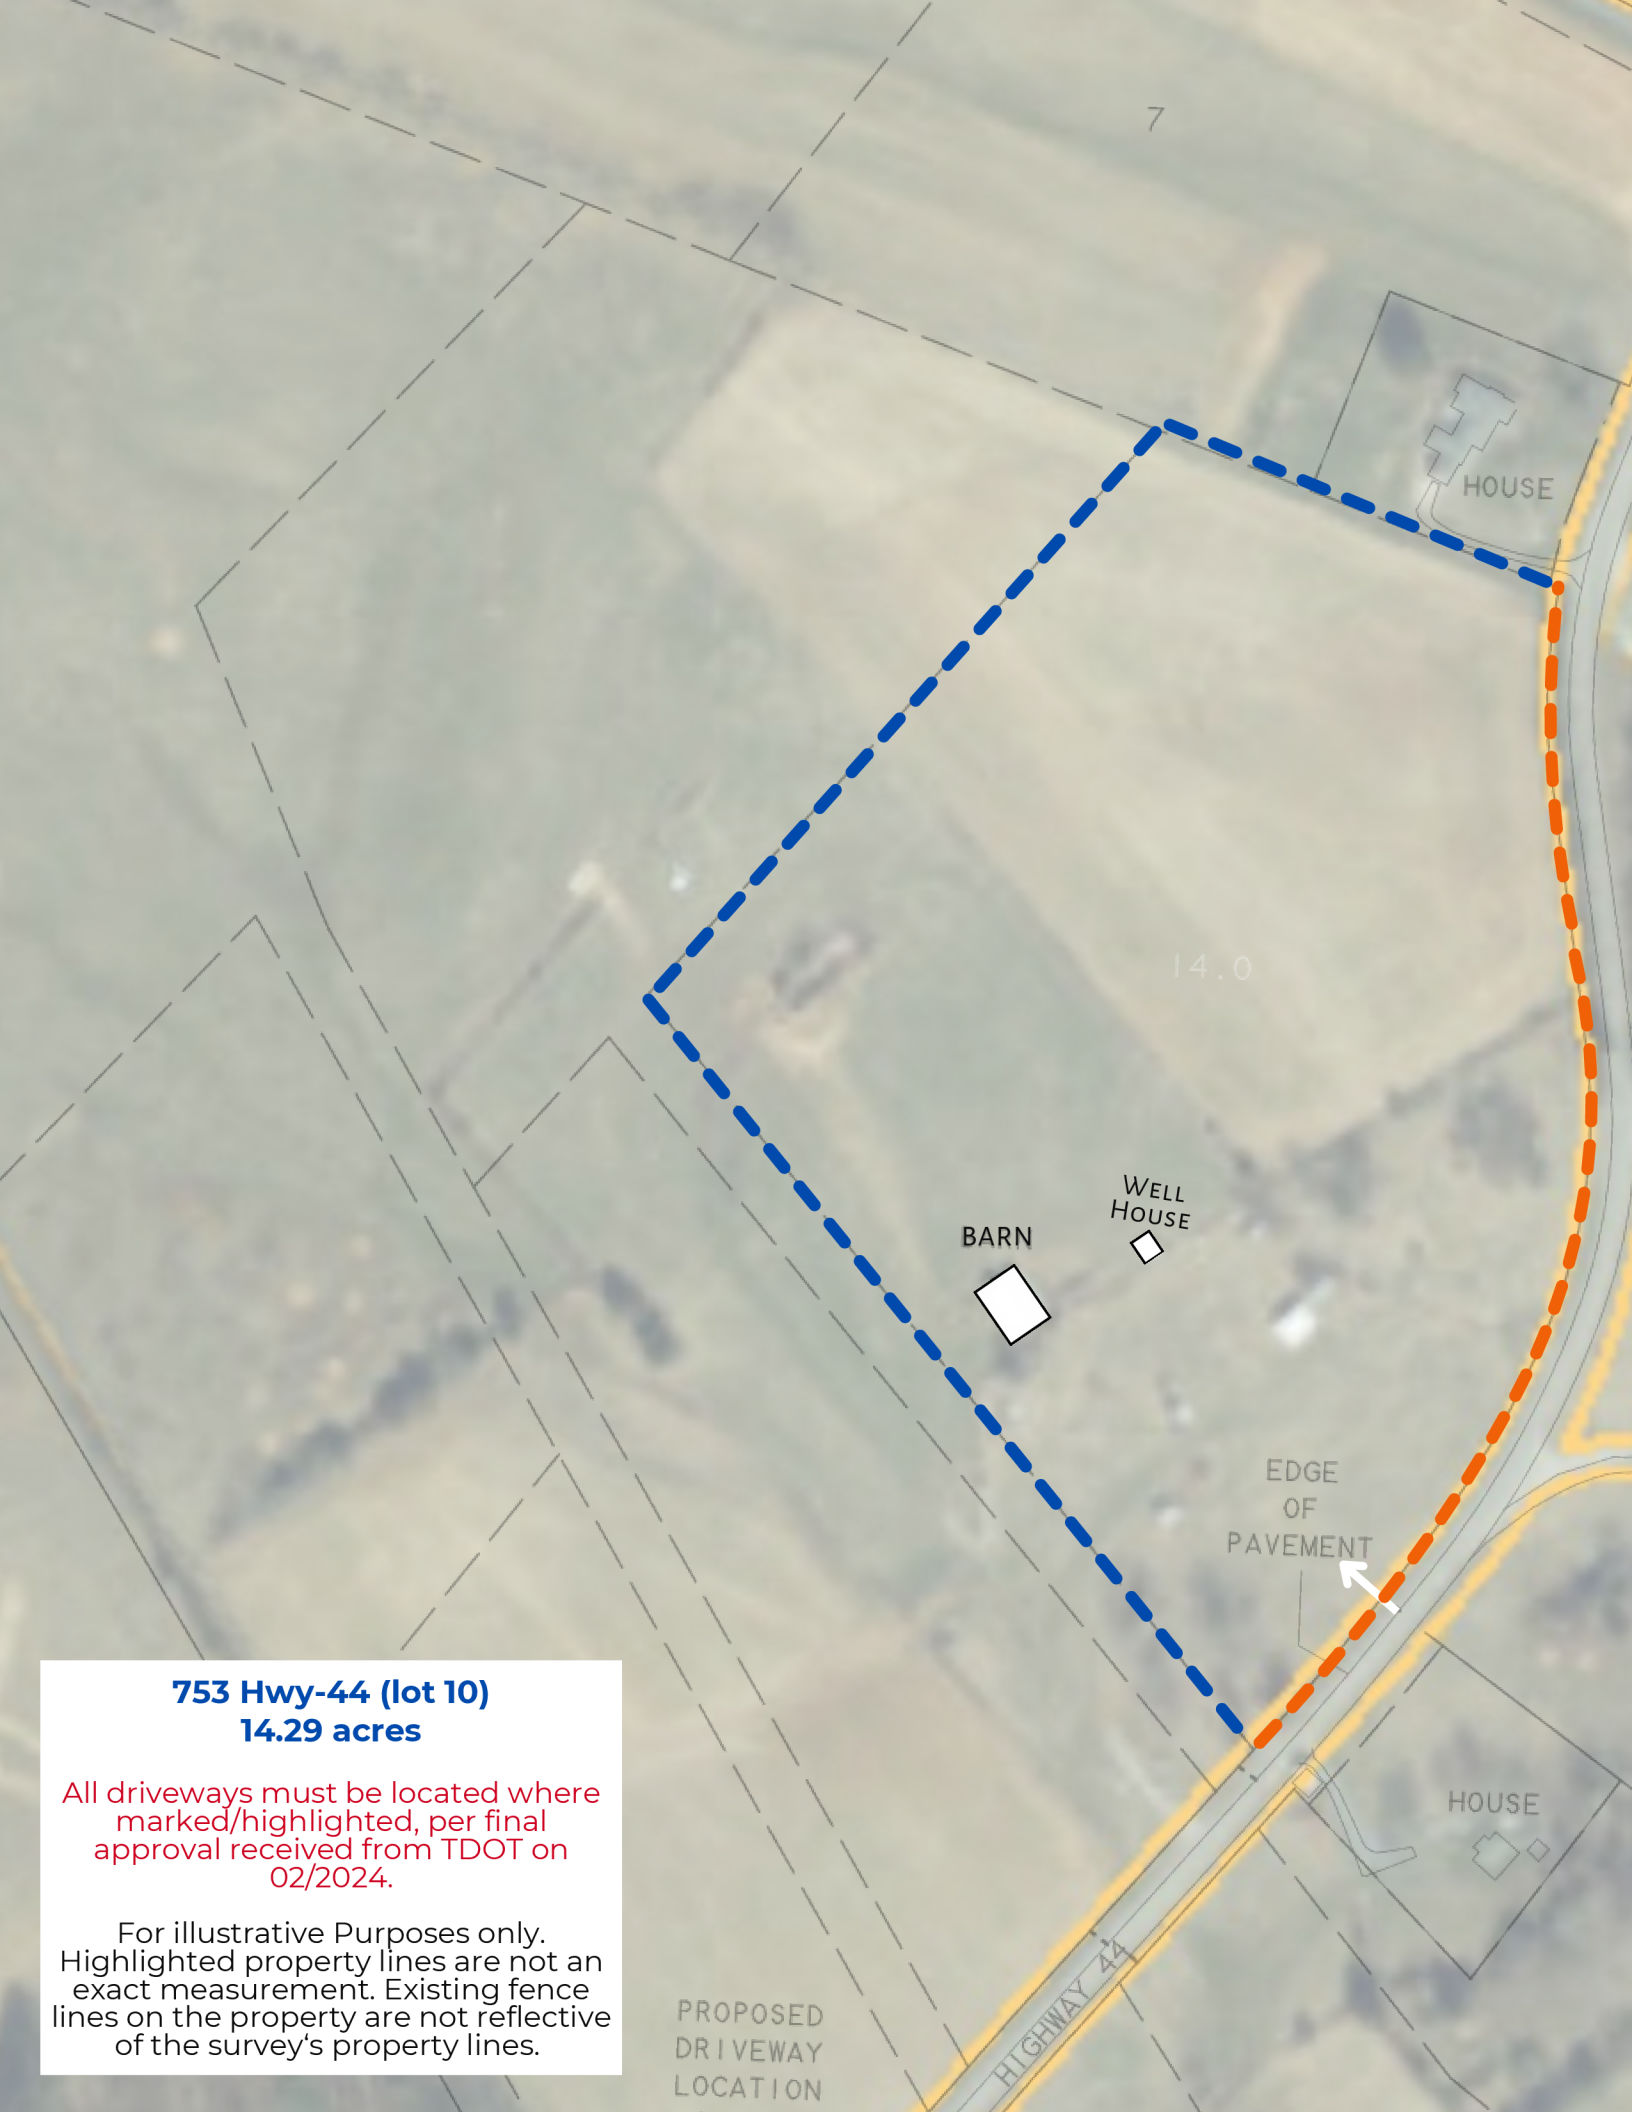 7
HOUSE
14.0
WELL
HOUSE
BARN
EDGE
OF
PAVEMENT
753 Hwy-44 (lot 10)
14.29 acres
All driveways must be located where
marked/highlighted, per final
approval received from TDOT on
02/2024.
For illustrative Purposes only.
Highlighted property lines are not an
exact measurement. Existing fence
lines on the property are not reflective
of the survey‘s property lines.
HOUSE
HIGHWAY 44
PROPOSED
DRIVEWAY
LOCATION